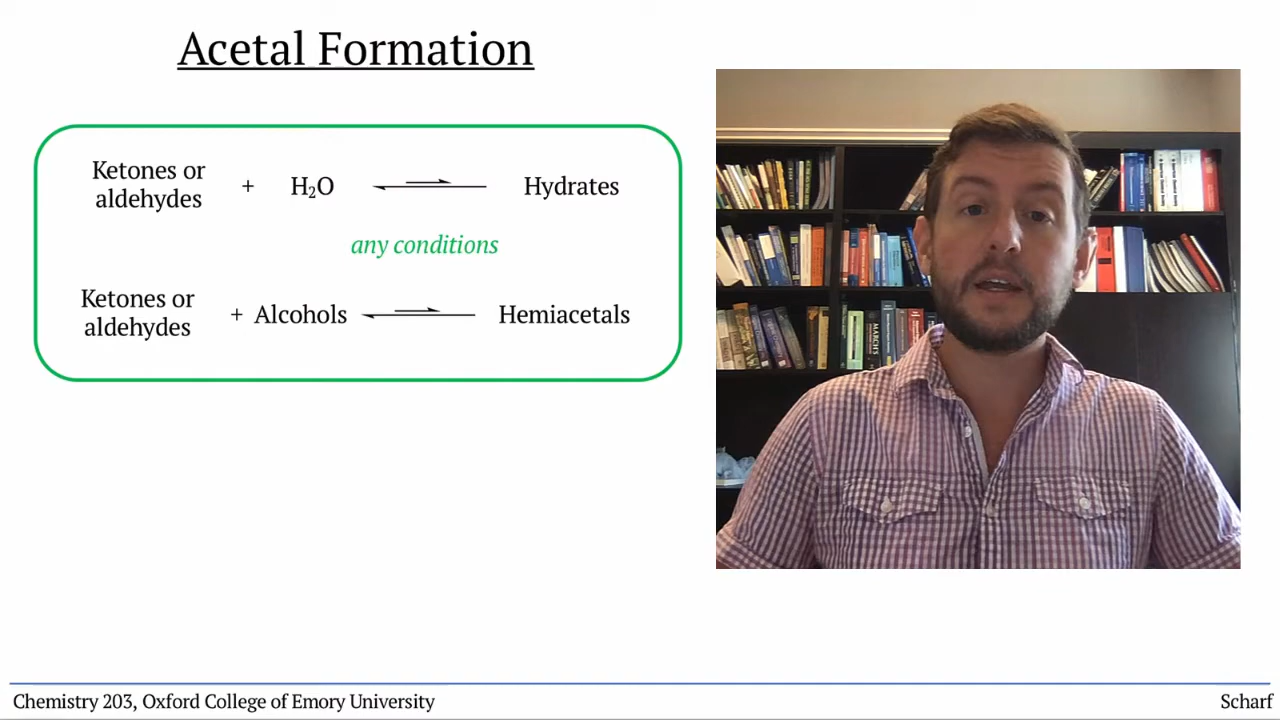 Acetal Formation
Ketones or
aldehydes + H₂O Hydrates
any conditions
Ketones or
aldehydes + Alcohols Hemiacetals
MARCH'S
Chemistry 203, Oxford College of Emory University
Scharf